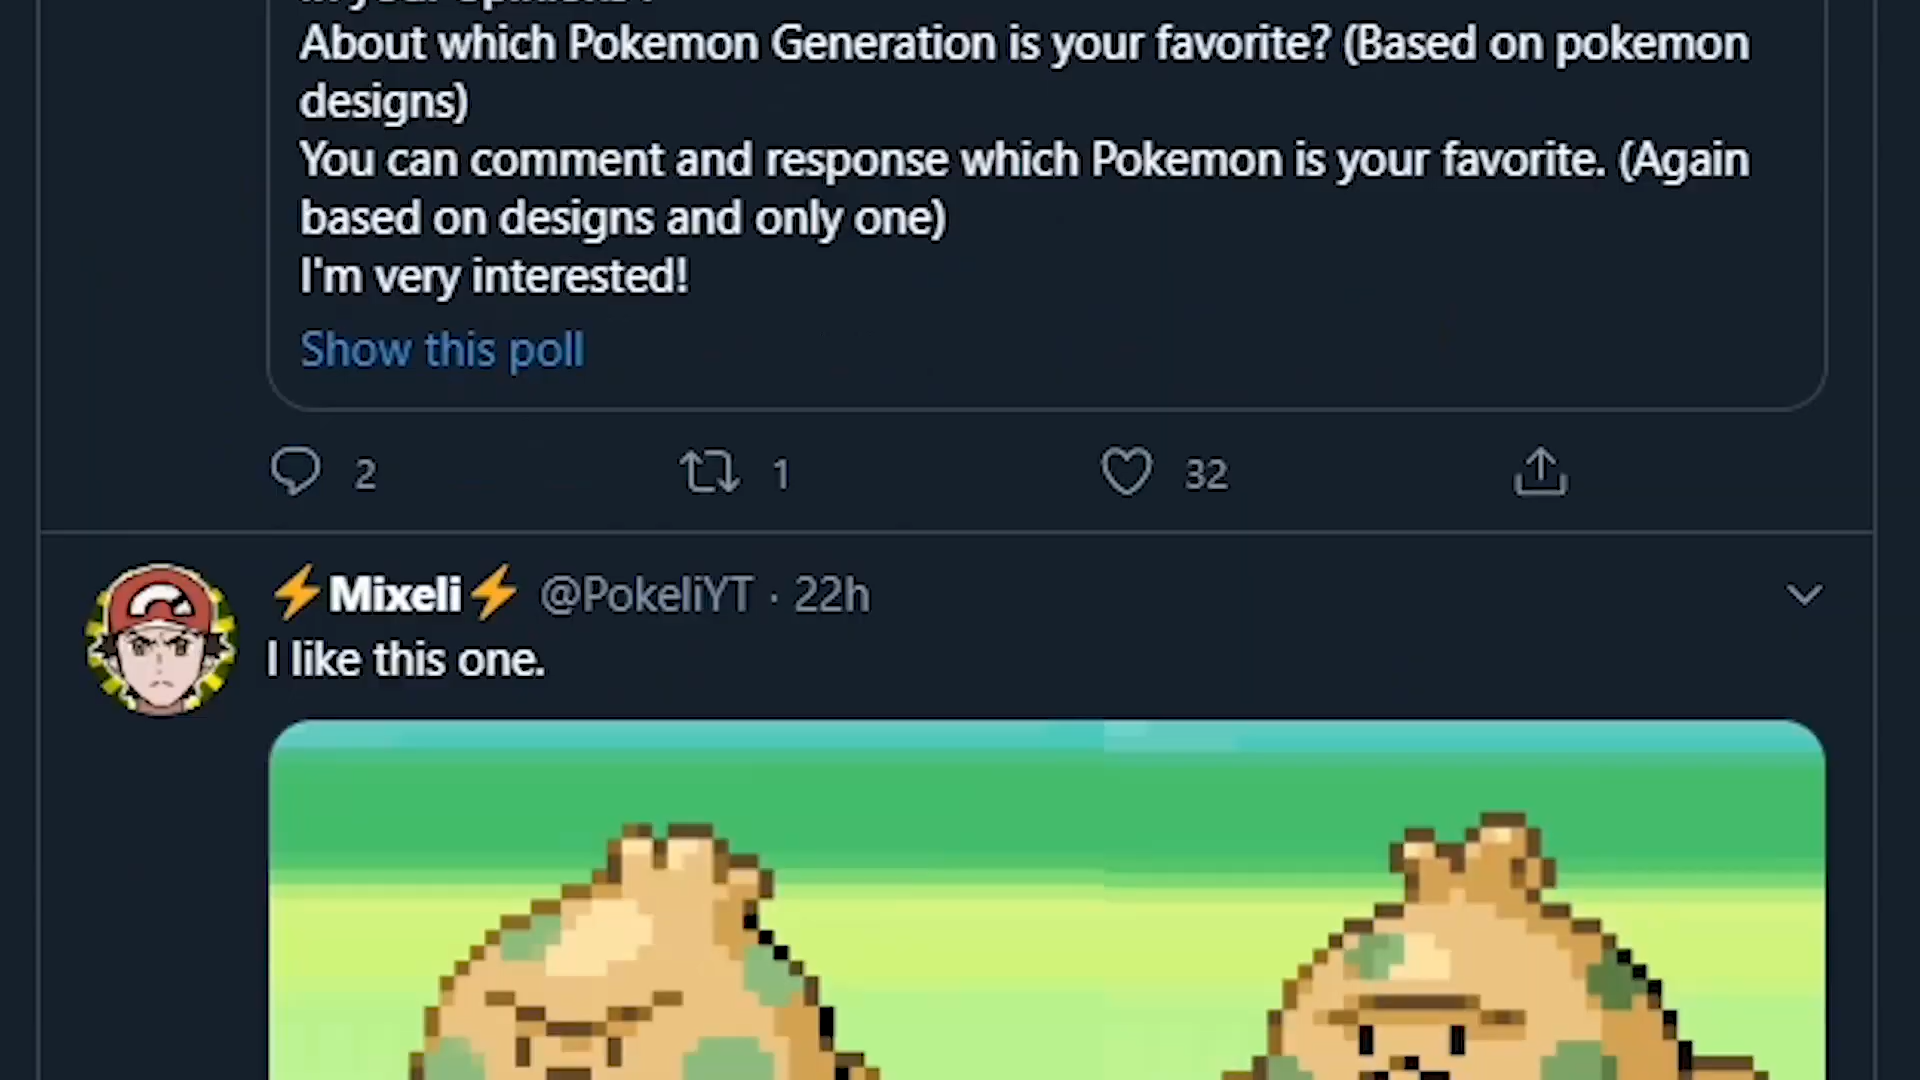 About which Pokemon Generation is your favorite? (Based on pokemon
designs)
You can comment and response which Pokemon is your favorite. (Again
based on designs and only one)
I'm very interested!
Show this poll
2 1 32
⚡Mixeli⚡ @PokeliYT · 22h
I like this one.